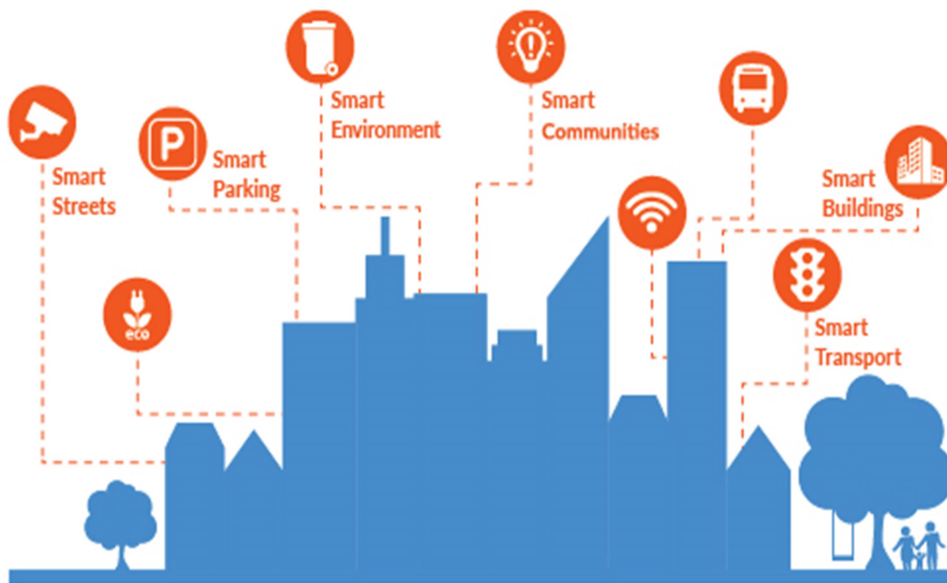 Smart
Environment
Smart
Communities
Smart
Streets
P
Smart
Parking
Smart
Buildings
eco
Smart
Transport